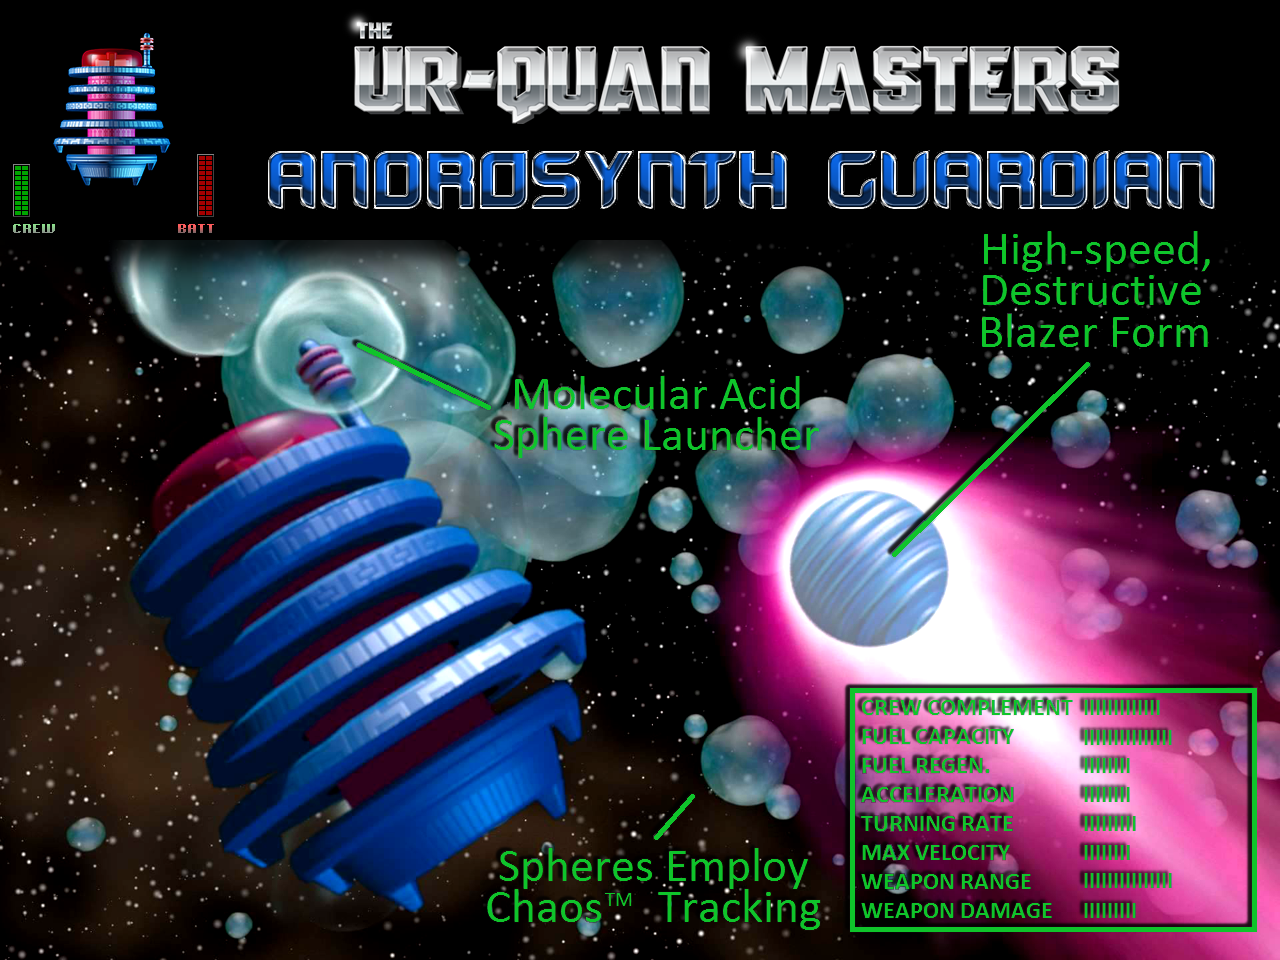 THE
UR-QUAN MASTERS
ANDROSYNTH GUARDIAN
CREW
BATT
High-speed,
Destructive
Blazer Form
Molecular Acid
Sphere Launcher
CREW COMPLEMENT
FUEL CAPACITY
FUEL REGEN.
ACCELERATION
TURNING RATE
MAX VELOCITY
WEAPON RANGE
WEAPON DAMAGE
Spheres Employ
Chaos™ Tracking